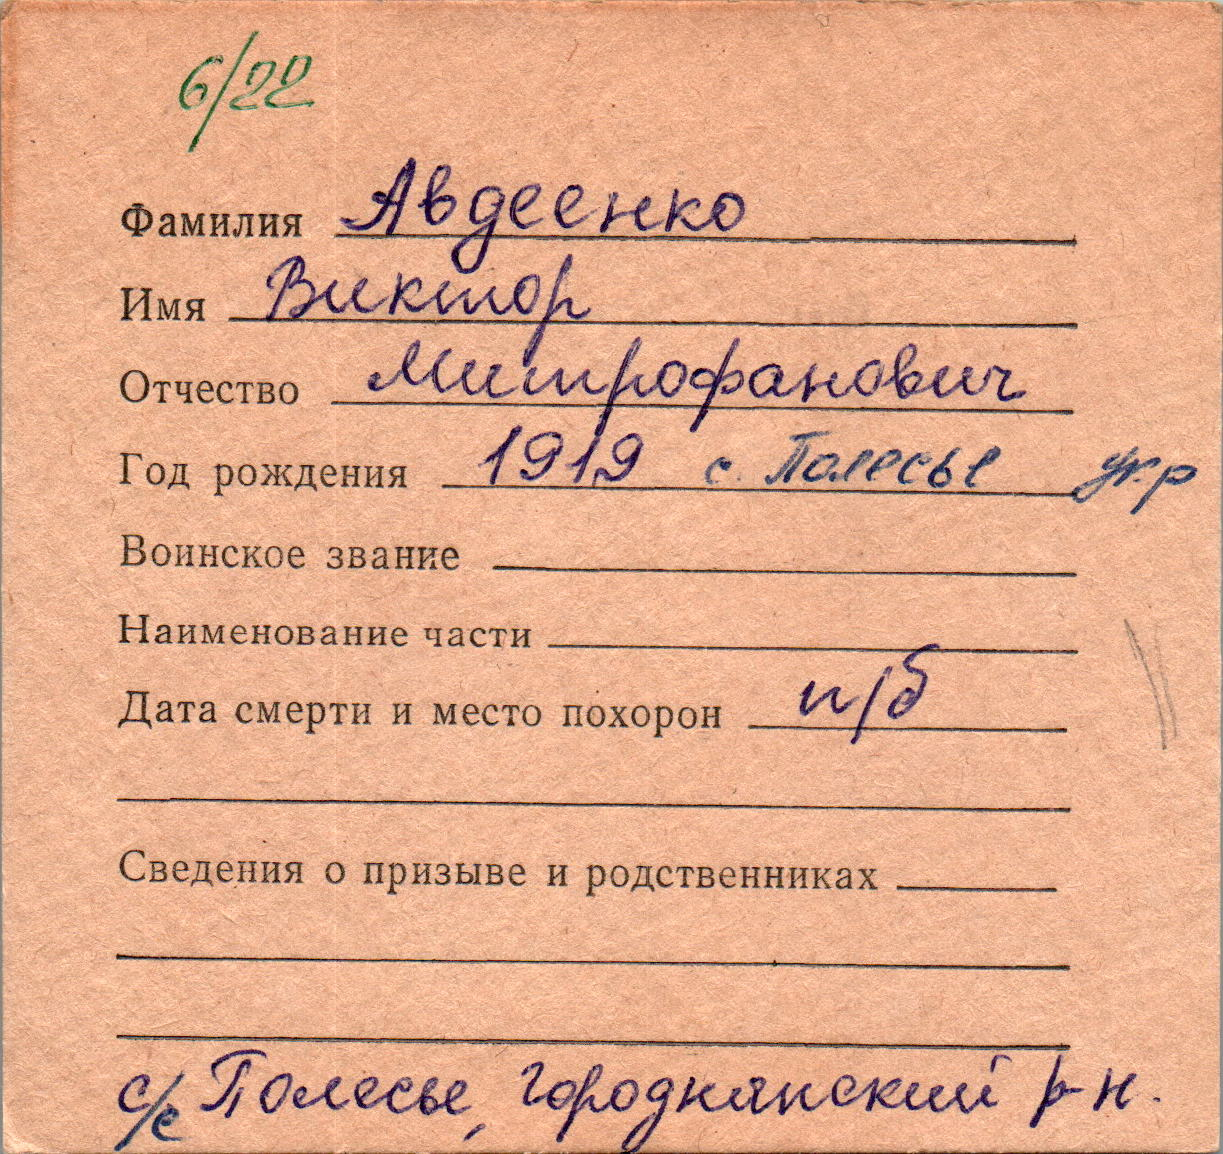 6/22
Фамилия Авдеенко
Имя Виктор
Отчество Митрофанович
Год рождения 1919 с. Полесье укр
Воинское звание
Наименование части
Дата смерти и место похорон п/б
Сведения о призыве и родственниках
с/с Полесье, Городнянский р-н.